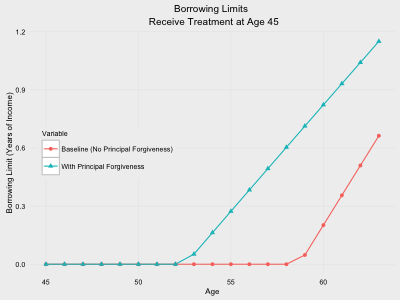 Borrowing Limits
Receive Treatment at Age 45
Borrowing Limit (Years of Income)
1.2
0.9
0.6
0.3
0.0
Variable
Baseline (No Principal Forgiveness)
With Principal Forgiveness
45
50
55
60
Age